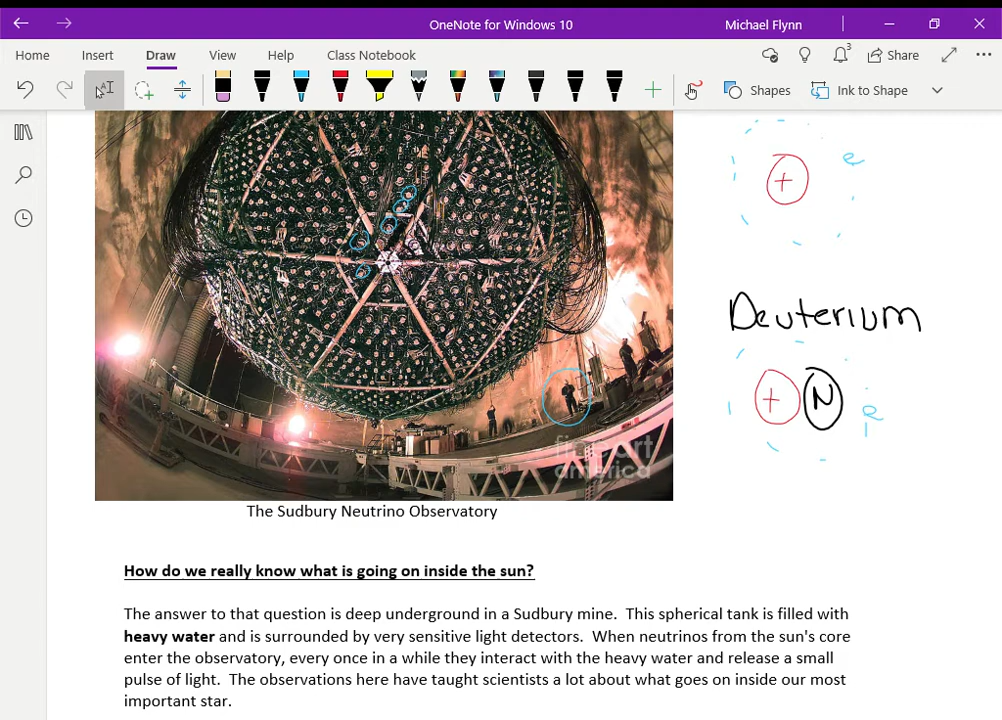 OneNote for Windows 10
Michael Flynn
Home
Insert
Draw
View
Help
Class Notebook
3
Share
Shapes
Ink to Shape
+
e
Deuterium
+
N
e
fineart
america
The Sudbury Neutrino Observatory
How do we really know what is going on inside the sun?
The answer to that question is deep underground in a Sudbury mine.  This spherical tank is filled with
heavy water and is surrounded by very sensitive light detectors.  When neutrinos from the sun's core
enter the observatory, every once in a while they interact with the heavy water and release a small
pulse of light.  The observations here have taught scientists a lot about what goes on inside our most
important star.